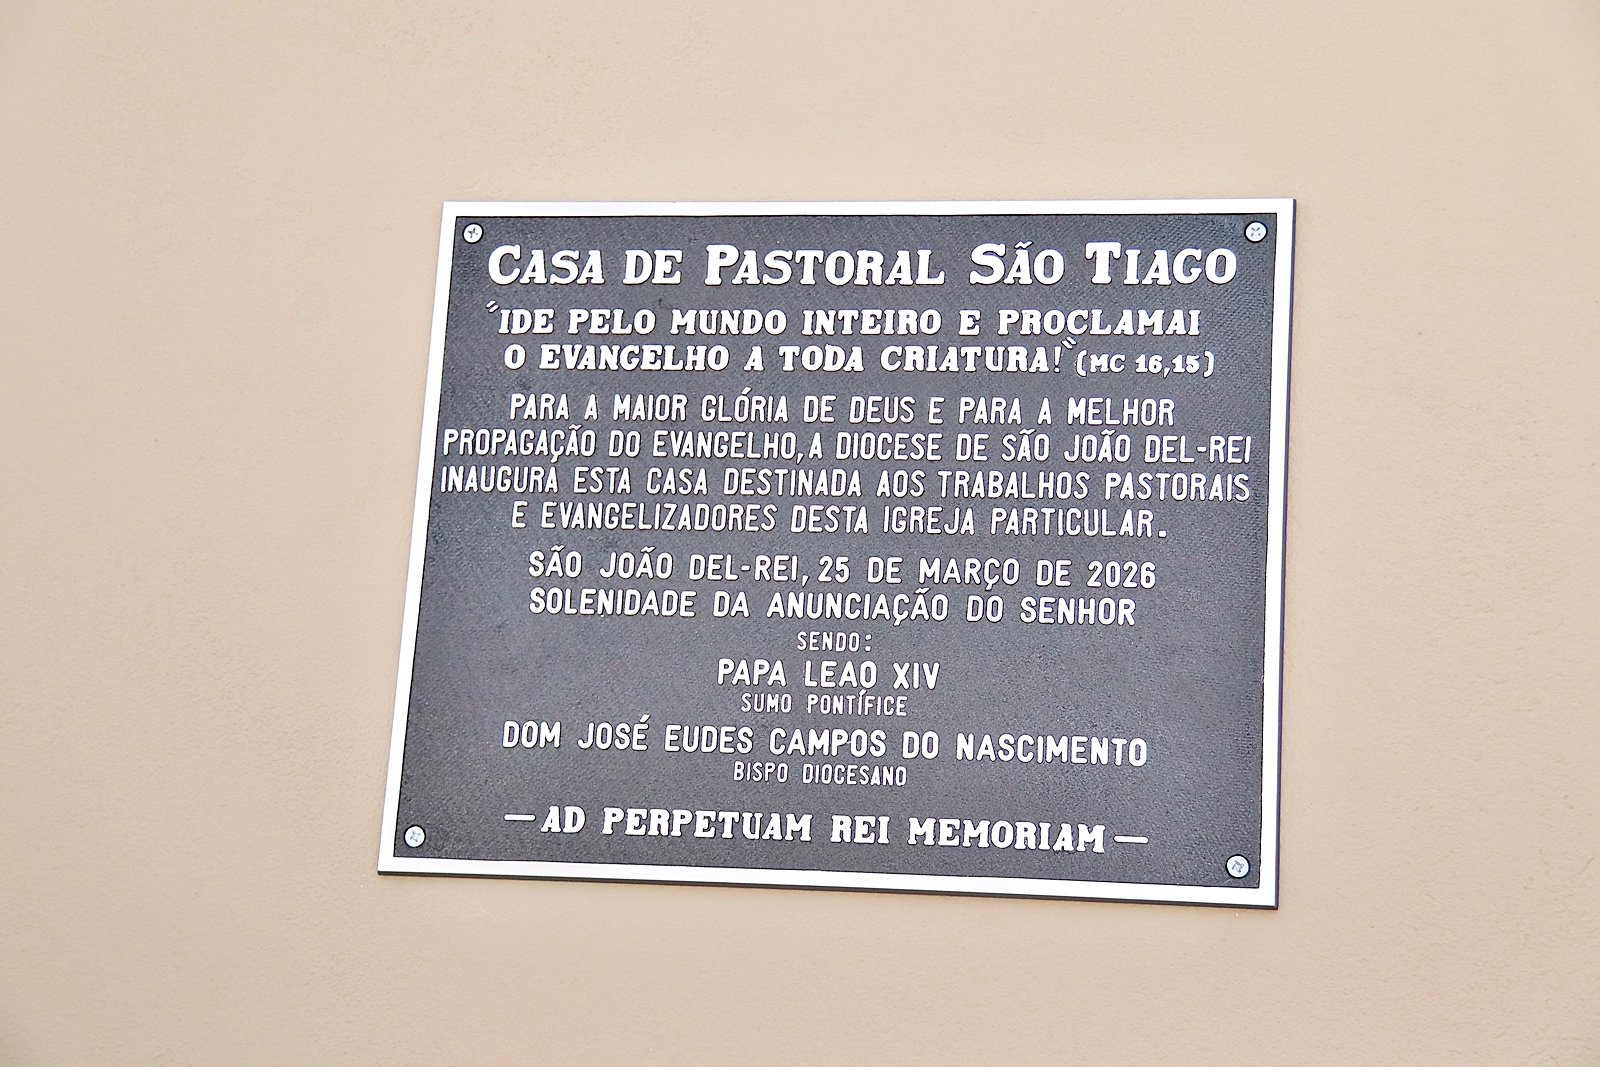 CASA DE PASTORAL SÃO TIAGO
"IDE PELO MUNDO INTEIRO E PROCLAMAI
O EVANGELHO A TODA CRIATURA!" (MC 16,15)
PARA A MAIOR GLÓRIA DE DEUS E PARA A MELHOR
PROPAGAÇÃO DO EVANGELHO, A DIOCESE DE SÃO JOÃO DEL-REI
INAUGURA ESTA CASA DESTINADA AOS TRABALHOS PASTORAIS
E EVANGELIZADORES DESTA IGREJA PARTICULAR.
SÃO JOÃO DEL-REI, 25 DE MARÇO DE 2026
SOLENIDADE DA ANUNCIAÇÃO DO SENHOR
SENDO:
PAPA LEAO XIV
SUMO PONTÍFICE
DOM JOSÉ EUDES CAMPOS DO NASCIMENTO
BISPO DIOCESANO
— AD PERPETUAM REI MEMORIAM —